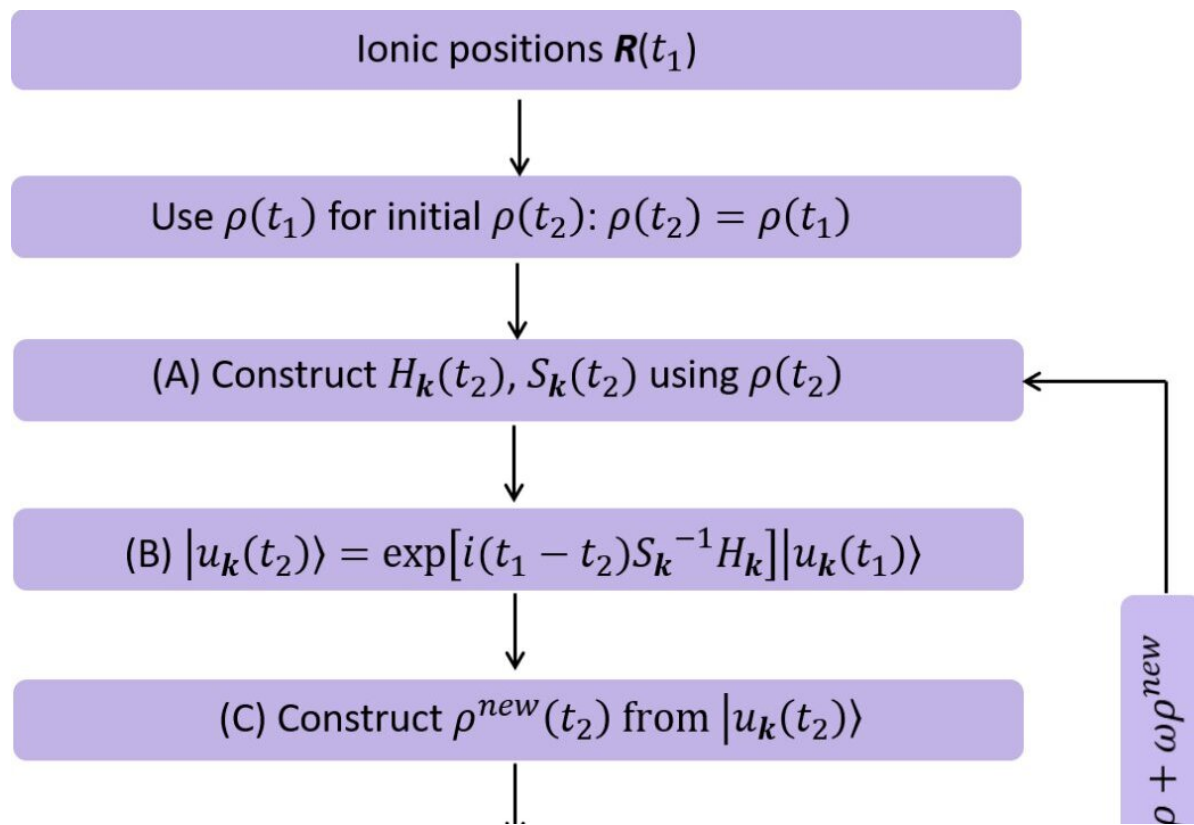 Ionic positions R(t₁)
Use ρ(t₁) for initial ρ(t₂): ρ(t₂) = ρ(t₁)
(A) Construct H𝒌(t₂), S𝒌(t₂) using ρ(t₂)
(B) |u𝒌(t₂)⟩ = exp[i(t₁ − t₂)S𝒌⁻¹H𝒌]|u𝒌(t₁)⟩
(C) Construct ρⁿᵉʷ(t₂) from |u𝒌(t₂)⟩
ρ + ωρⁿᵉʷ